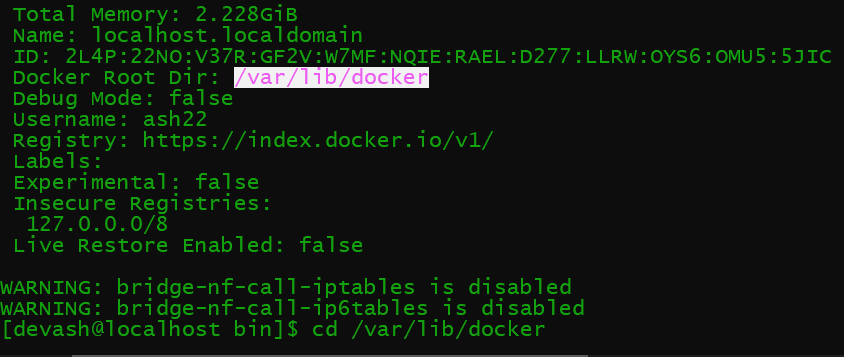 Total Memory: 2.228GiB
Name: localhost.localdomain
ID: 2L4P:22NO:V37R:GF2V:W7MF:NQIE:RAEL:D277:LLRW:OYS6:OMU5:5JIC
Docker Root Dir: /var/lib/docker
Debug Mode: false
Username: ash22
Registry: https://index.docker.io/v1/
Labels:
Experimental: false
Insecure Registries:
127.0.0.0/8
Live Restore Enabled: false
WARNING: bridge-nf-call-iptables is disabled
WARNING: bridge-nf-call-ip6tables is disabled
[devash@localhost bin]$ cd /var/lib/docker